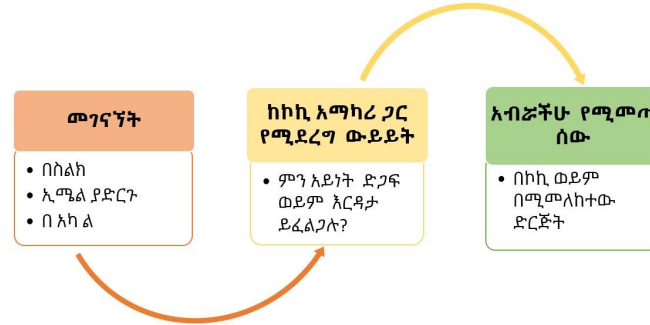 መገናኘት
• በስልክ
• ኢሜል ያድርጉ
• በ አካ ል
ከኮኪ አማካሪ ጋር
የሚደረግ ውይይት
• ምን አይነት ድጋፍ
ወይም እርዳታ
ይፈልጋሉ?
አብሯችሁ የሚመጣ
ሰው
• በኮኪ ወይም
በሚመለከተው
ድርጅት